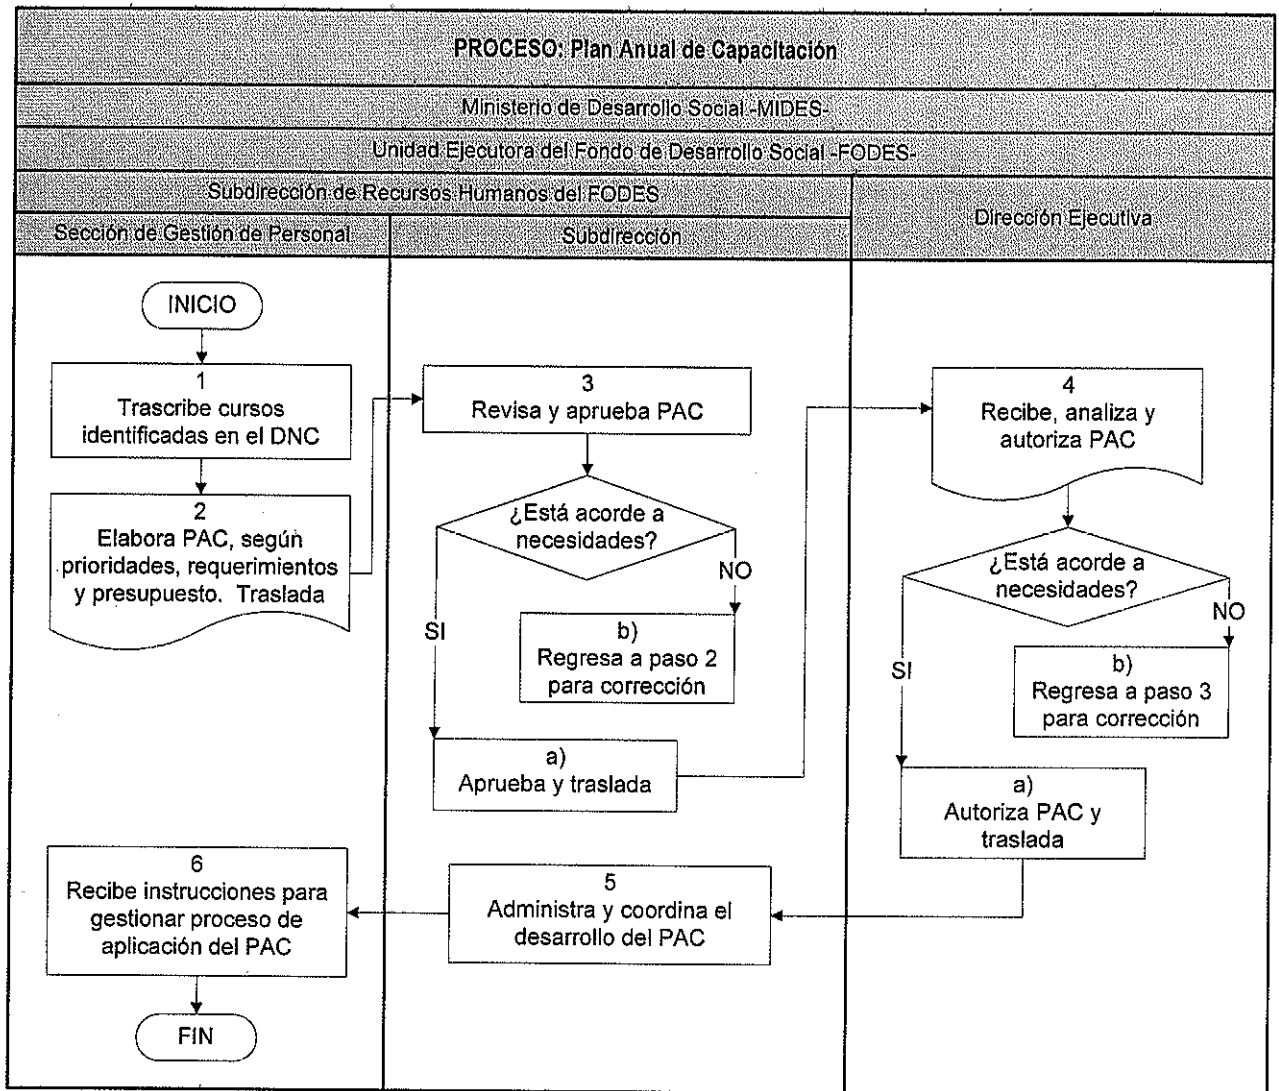 PROCESO: Plan Anual de Capacitación
Ministerio de Desarrollo Social -MIDES-
Unidad Ejecutora del Fondo de Desarrollo Social -FODES-
Subdirección de Recursos Humanos del FODES
Dirección Ejecutiva
Sección de Gestión de Personal
Subdirección
INICIO
1
Trascribe cursos
identificadas en el DNC
2
Elabora PAC, según
prioridades, requerimientos
y presupuesto. Traslada
3
Revisa y aprueba PAC
¿Está acorde a
necesidades?
NO
SI
b)
Regresa a paso 2
para corrección
a)
Aprueba y traslada
4
Recibe, analiza y
autoriza PAC
¿Está acorde a
necesidades?
NO
SI
b)
Regresa a paso 3
para corrección
a)
Autoriza PAC y
traslada
5
Administra y coordina el
desarrollo del PAC
6
Recibe instrucciones para
gestionar proceso de
aplicación del PAC
FIN